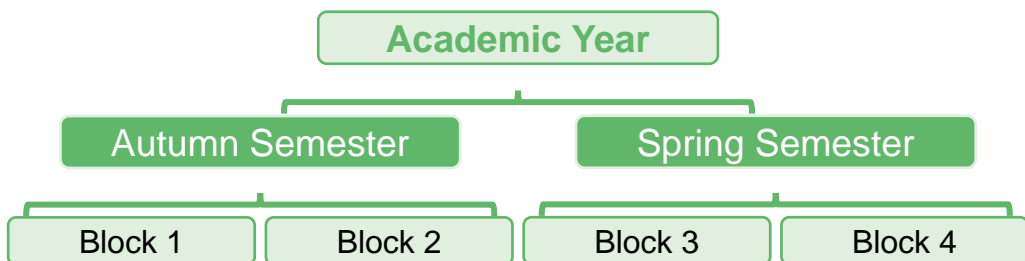 Academic Year
Autumn Semester
Spring Semester
Block 1
Block 2
Block 3
Block 4